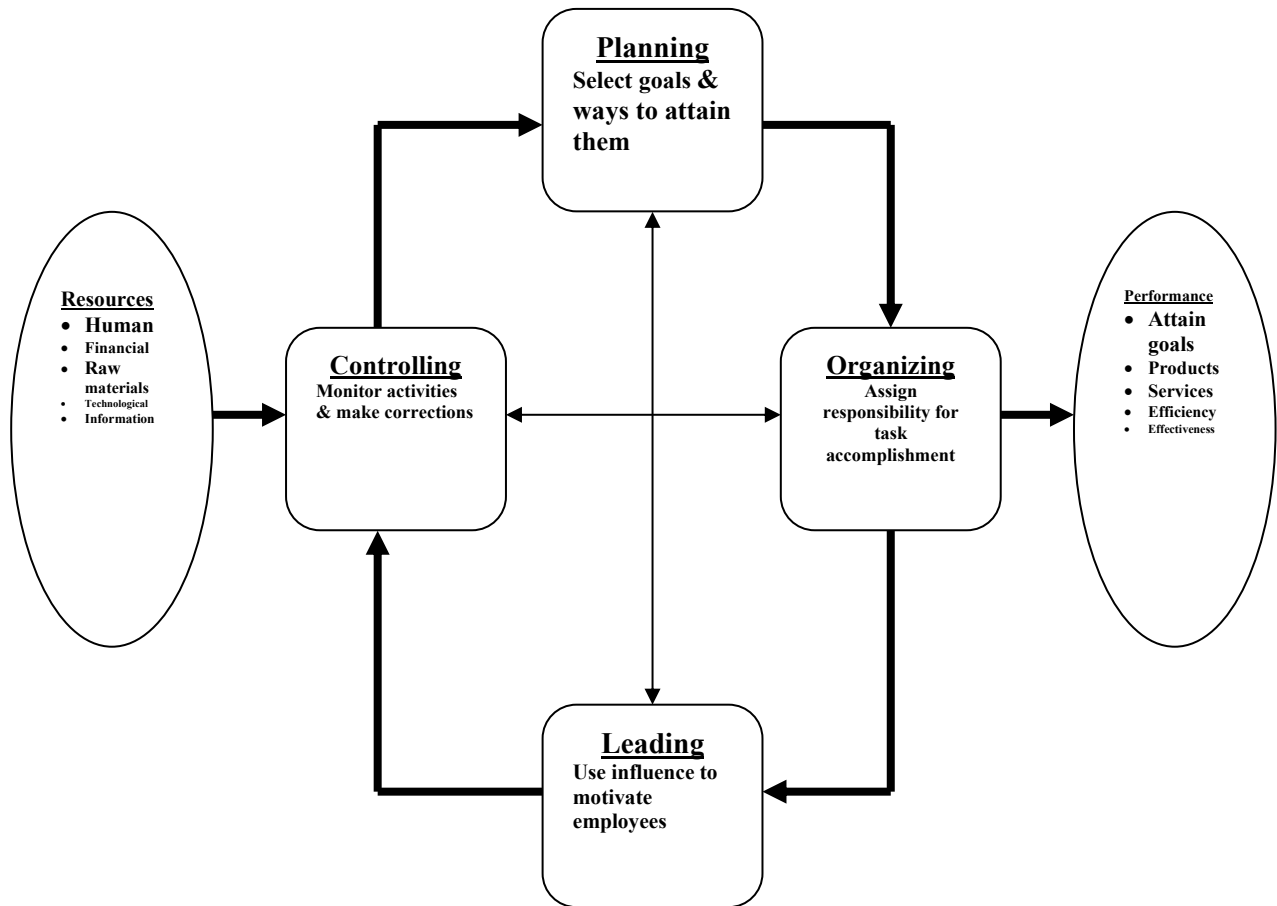 Planning
Select goals &
ways to attain
them
Resources
• Human
• Financial
• Raw
materials
• Technological
• Information
Controlling
Monitor activities
& make corrections
Organizing
Assign
responsibility for
task
accomplishment
Performance
• Attain
goals
• Products
• Services
• Efficiency
• Effectiveness
Leading
Use influence to
motivate
employees